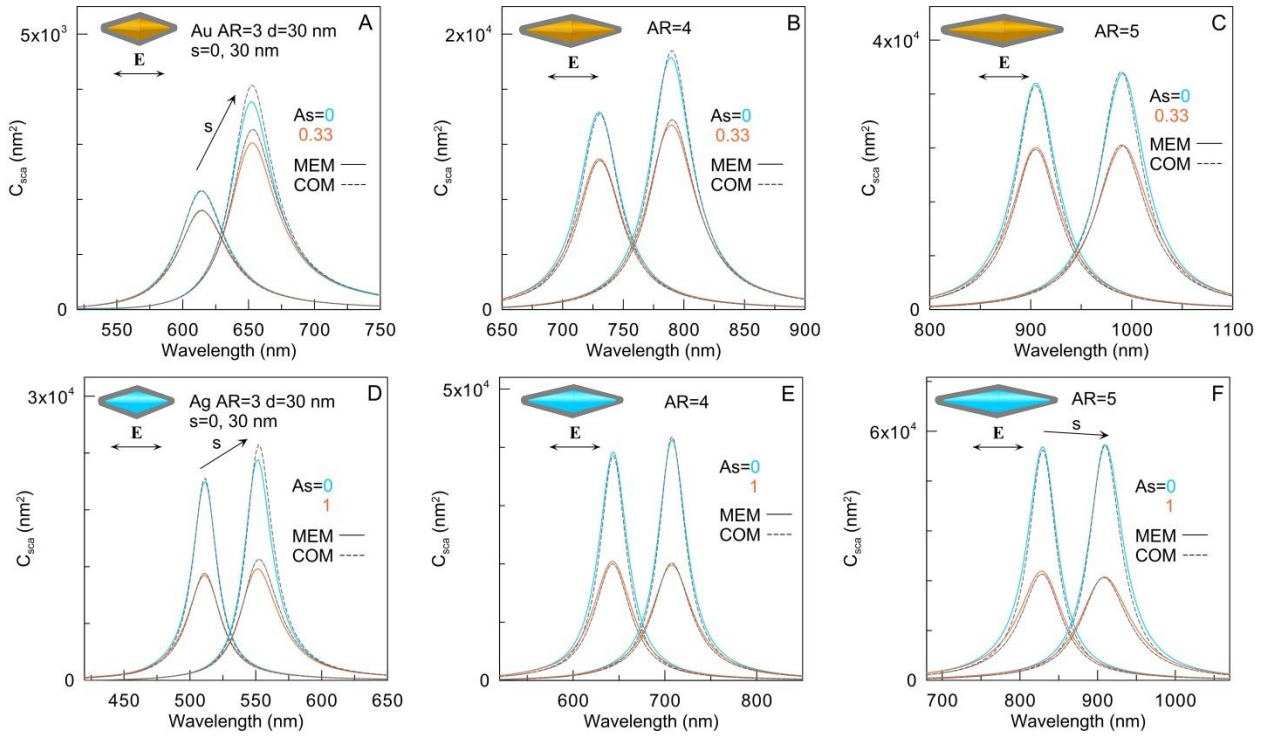 A
Au AR=3 d=30 nm
s=0, 30 nm
E
s
As=0
0.33
MEM
COM
5x10³
0
C_sca (nm²)
550 600 650 700 750
Wavelength (nm)
B
AR=4
E
As=0
0.33
MEM
COM
2x10⁴
0
C_sca (nm²)
650 700 750 800 850 900
Wavelength (nm)
C
AR=5
E
As=0
0.33
MEM
COM
4x10⁴
0
C_sca (nm²)
800 900 1000 1100
Wavelength (nm)
D
Ag AR=3 d=30 nm
s=0, 30 nm
E
s
As=0
1
MEM
COM
3x10⁴
0
C_sca (nm²)
450 500 550 600 650
Wavelength (nm)
E
AR=4
E
As=0
1
MEM
COM
5x10⁴
0
C_sca (nm²)
600 700 800
Wavelength (nm)
F
AR=5
E
s
As=0
1
MEM
COM
6x10⁴
0
C_sca (nm²)
700 800 900 1000
Wavelength (nm)